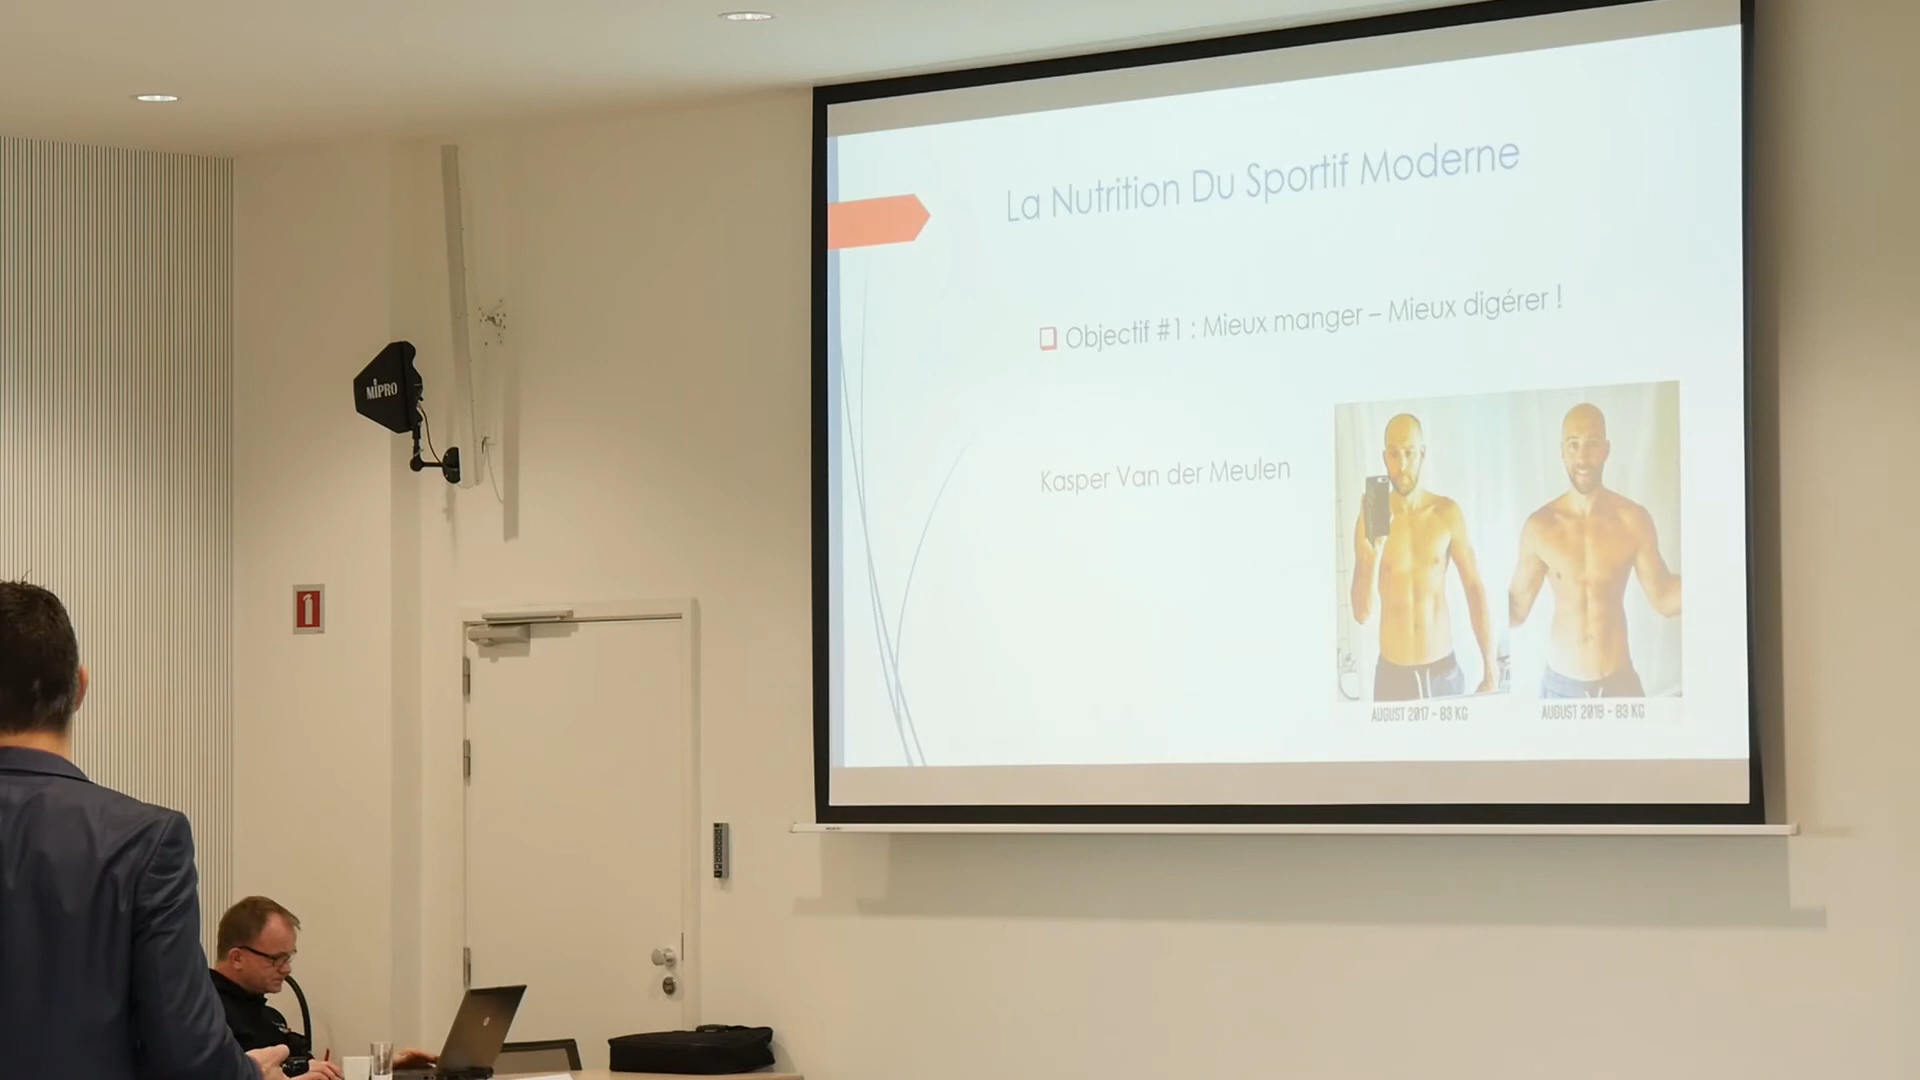 La Nutrition Du Sportif Moderne
Objectif #1 : Mieux manger – Mieux digérer !
Kasper Van der Meulen
AUGUST 2017 - 83 KG
AUGUST 2018 - 83 KG
MIPRO